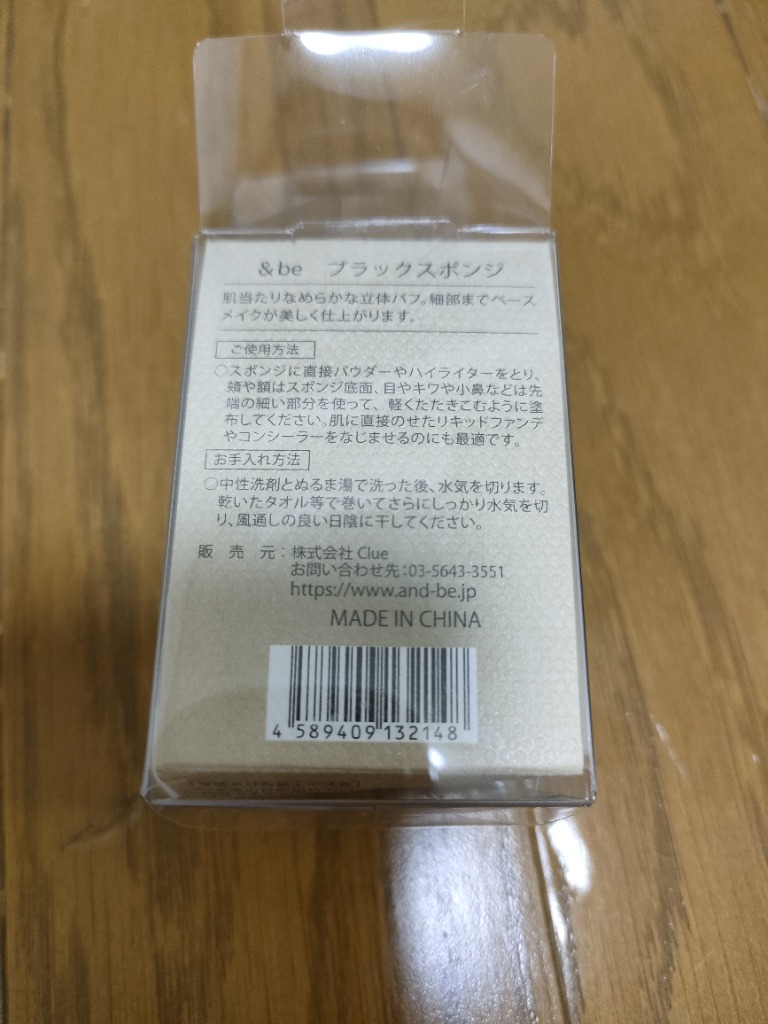 &be ブラックスポンジ
肌当たりなめらかな立体パフ。細部までベース
メイクが美しく仕上がります。
ご使用方法
○スポンジに直接パウダーやハイライターをとり、
頬や額はスポンジ底面、目やキワや小鼻などは先
端の細い部分を使って、軽くたたきこむように塗
布してください。肌に直接のせたリキッドファンデ
やコンシーラーをなじませるのにも最適です。
お手入れ方法
○中性洗剤とぬるま湯で洗った後、水気を切ります。
乾いたタオル等で巻いてさらにしっかり水気を切
り、風通しの良い日陰に干してください。
販売元：株式会社 Clue
お問い合わせ先：03-5643-3551
https://www.and-be.jp
MADE IN CHINA
4 589409 132148